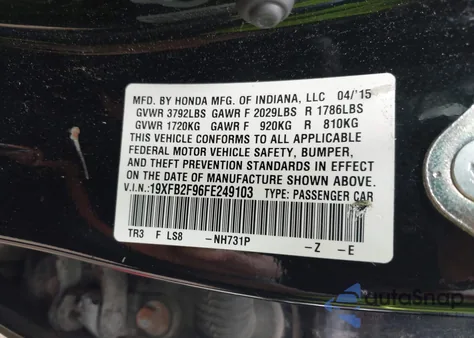 MFD. BY HONDA MFG. OF INDIANA, LLC 04/'15
GVWR 3792LBS GAWR F 2029LBS R 1786LBS
GVWR 1720KG GAWR F 920KG R 810KG
THIS VEHICLE CONFORMS TO ALL APPLICABLE
FEDERAL MOTOR VEHICLE SAFETY, BUMPER,
AND THEFT PREVENTION STANDARDS IN EFFECT
ON THE DATE OF MANUFACTURE SHOWN ABOVE.
V.I.N.:19XFB2F96FE249103 TYPE: PASSENGER CAR
TR3 F LS8 -NH731P -Z -E
autoSnap